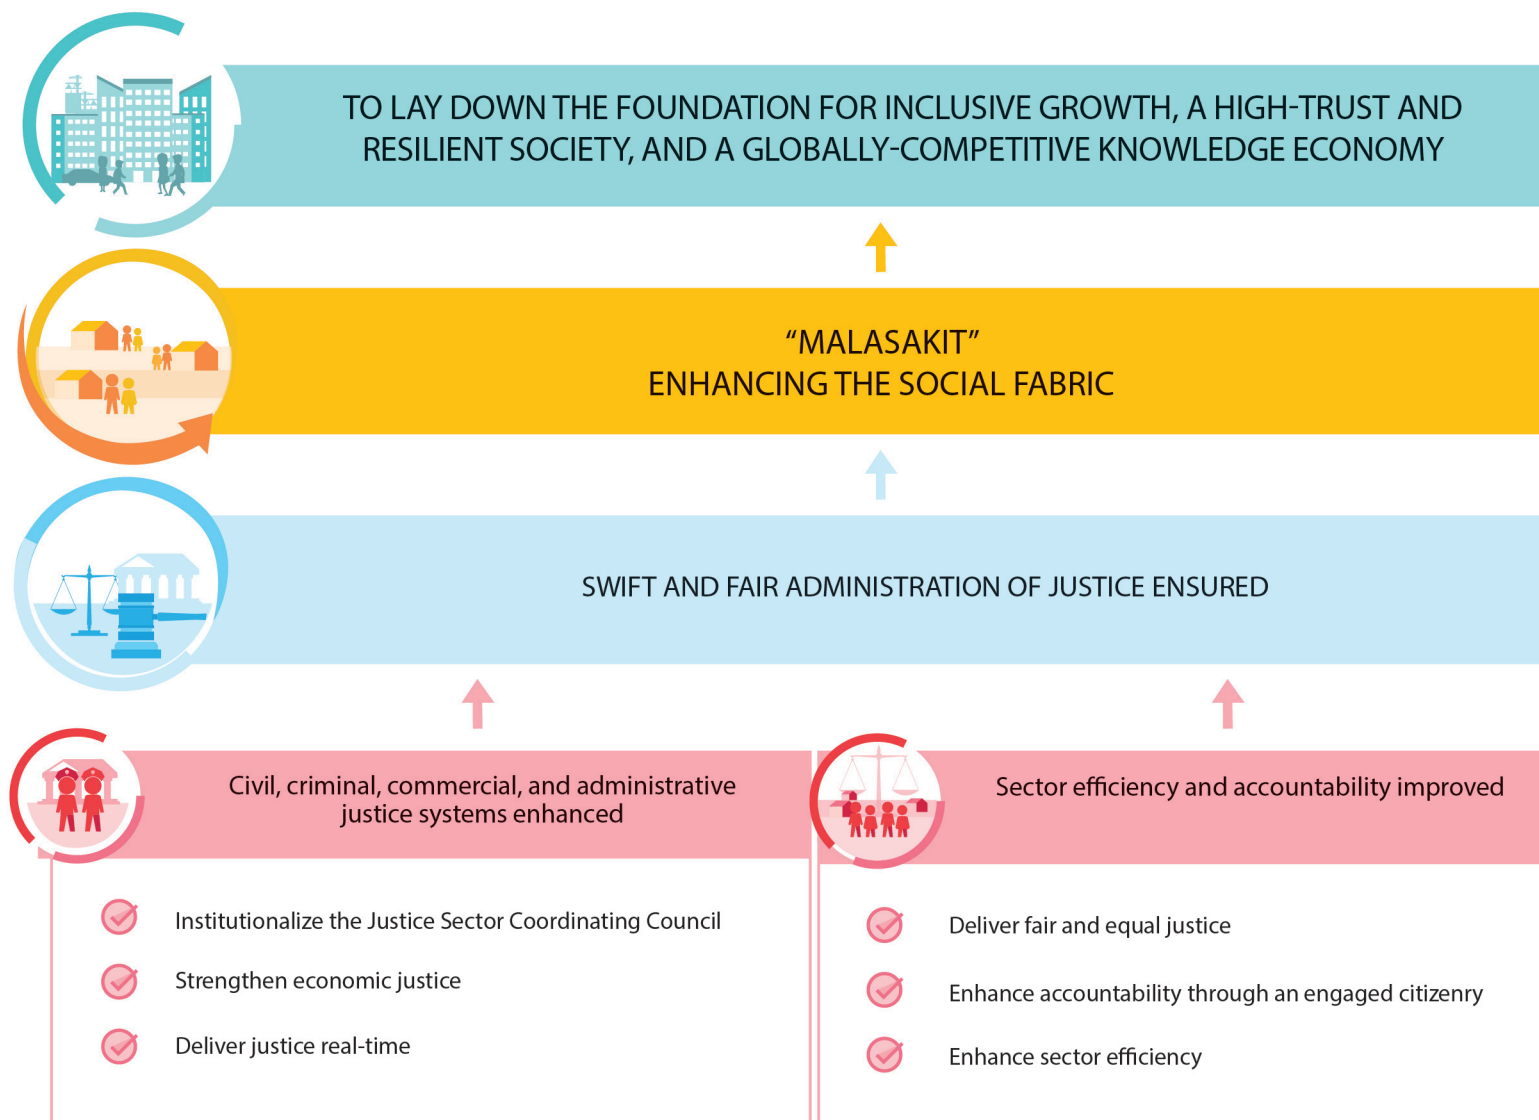 TO LAY DOWN THE FOUNDATION FOR INCLUSIVE GROWTH, A HIGH-TRUST AND
RESILIENT SOCIETY, AND A GLOBALLY-COMPETITIVE KNOWLEDGE ECONOMY
“MALASAKIT”
ENHANCING THE SOCIAL FABRIC
SWIFT AND FAIR ADMINISTRATION OF JUSTICE ENSURED
Civil, criminal, commercial, and administrative
justice systems enhanced
Institutionalize the Justice Sector Coordinating Council
Strengthen economic justice
Deliver justice real-time
Sector efficiency and accountability improved
Deliver fair and equal justice
Enhance accountability through an engaged citizenry
Enhance sector efficiency